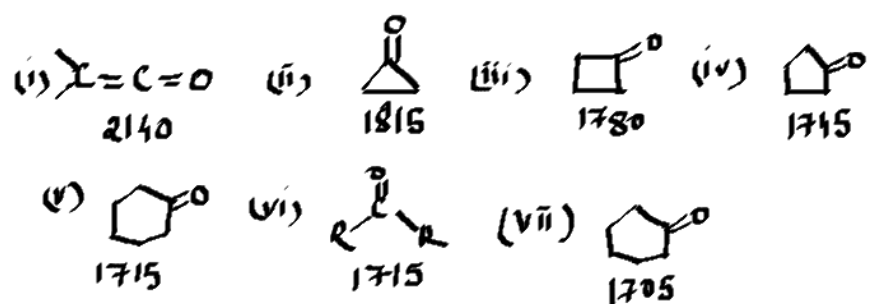 (i) C=C=O (ii) O (iii) O (iv) O
2140 1815 1780 1745
(v) O (vi) O C R R (vii) O
1715 1715 1705